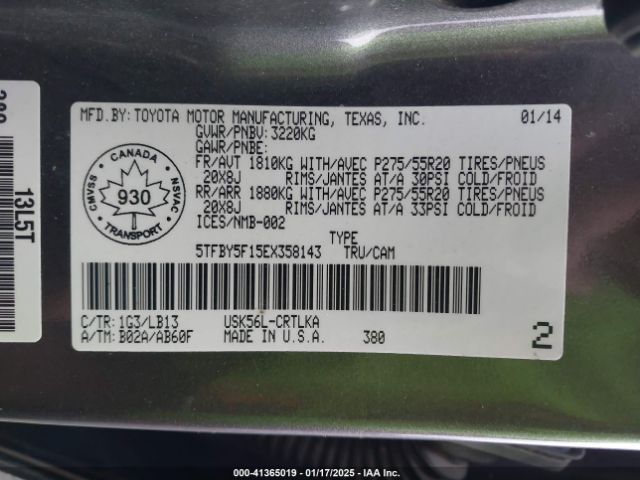 MFD.BY: TOYOTA MOTOR MANUFACTURING, TEXAS, INC. 01/14
GVWR/PNBV: 3220KG
GAWR/PNBE:
FR/AVT 1810KG WITH/AVEC P275/55R20 TIRES/PNEUS
20X8J RIMS/JANTES AT/A 30PSI COLD/FROID
RR/ARR 1880KG WITH/AVEC P275/55R20 TIRES/PNEUS
20X8J RIMS/JANTES AT/A 33PSI COLD/FROID
ICES/NMB-002
TYPE
5TFBY5F15EX358143 TRU/CAM
CANADA
CMVSS 930 NSVAC
TRANSPORT
C/TR: 1G3/LB13 USK56L-CRTLKA
A/TM: B02A/AB60F MADE IN U.S.A. 380
2
13L5T
000-41365019 - 01/17/2025 - IAA Inc.